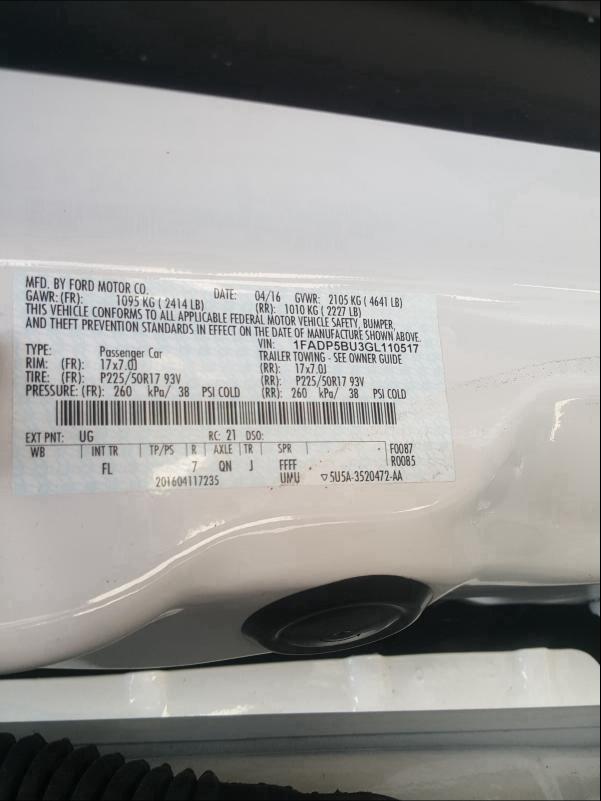 MFD. BY FORD MOTOR CO.
DATE: 04/16 GVWR: 2105 KG ( 4641 LB)
GAWR: (FR): 1095 KG ( 2414 LB) (RR): 1010 KG ( 2227 LB)
THIS VEHICLE CONFORMS TO ALL APPLICABLE FEDERAL MOTOR VEHICLE SAFETY, BUMPER,
AND THEFT PREVENTION STANDARDS IN EFFECT ON THE DATE OF MANUFACTURE SHOWN ABOVE.
VIN: 1FADP5BU3GL110517
TYPE: Passenger Car TRAILER TOWING - SEE OWNER GUIDE
RIM: (FR): 17x7.0J (RR): 17x7.0J
TIRE: (FR): P225/50R17 93V (RR): P225/50R17 93V
PRESSURE: (FR): 260 kPa/ 38 PSI COLD (RR): 260 kPa/ 38 PSI COLD
EXT PNT: UG RC: 21 DSO:
WB INT TR TP/PS R AXLE TR SPR F0087
FL 7 QN J FFFF R0085
201604117235 UMU ▽5U5A-3520472-AA